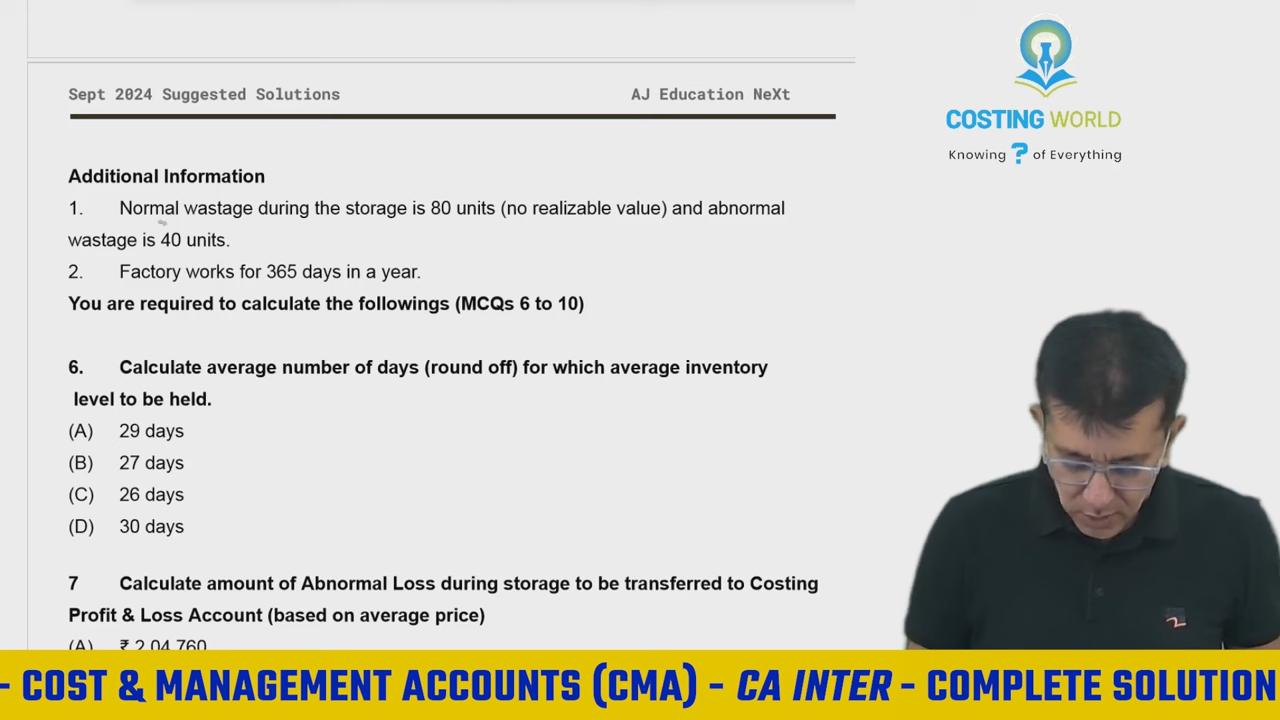 Sept 2024 Suggested Solutions AJ Education NeXt
COSTING WORLD
Knowing ? of Everything
Additional Information
1. Normal wastage during the storage is 80 units (no realizable value) and abnormal
wastage is 40 units.
2. Factory works for 365 days in a year.
You are required to calculate the followings (MCQs 6 to 10)
6. Calculate average number of days (round off) for which average inventory
level to be held.
(A) 29 days
(B) 27 days
(C) 26 days
(D) 30 days
7 Calculate amount of Abnormal Loss during storage to be transferred to Costing
Profit & Loss Account (based on average price)
(A) ₹ 2,04,760
- COST & MANAGEMENT ACCOUNTS (CMA) - CA INTER - COMPLETE SOLUTION